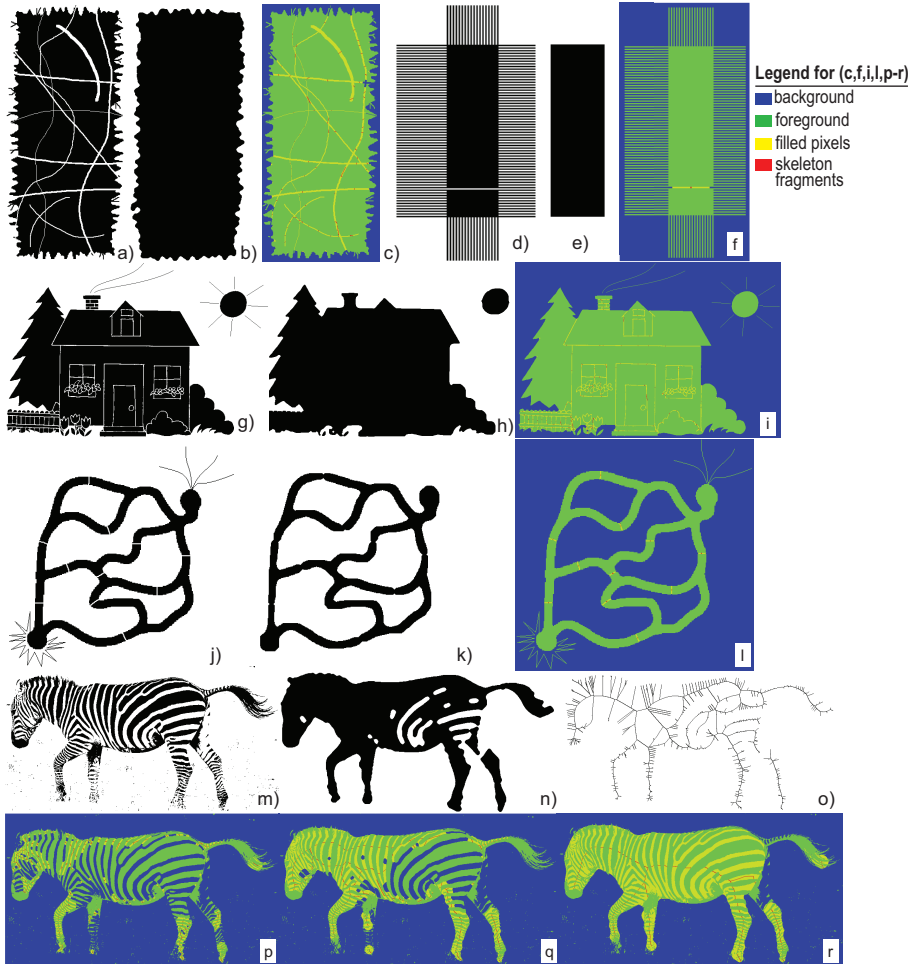 a)
b)
c)
d)
e)
f
Legend for (c,f,i,l,p-r)
background
foreground
filled pixels
skeleton
fragments
g)
h)
i
j)
k)
l
m)
n)
o)
p
q
r